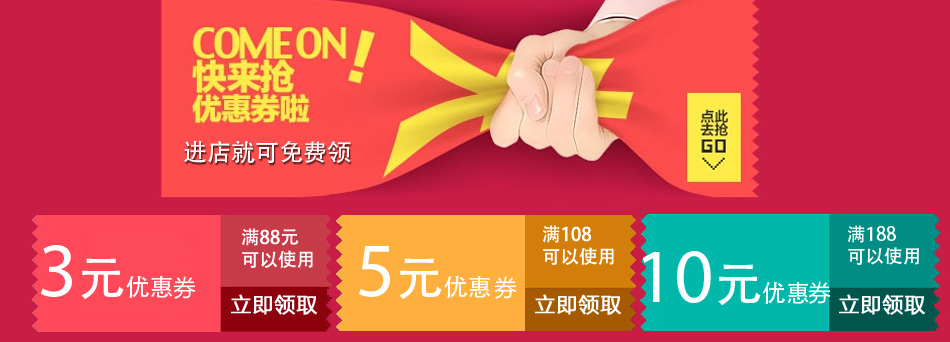 COME ON!
快来抢
优惠券啦
进店就可免费领
点此
去抢
GO
3元优惠券
满88元
可以使用
立即领取
5元优惠券
满108
可以使用
立即领取
10元优惠券
满188
可以使用
立即领取